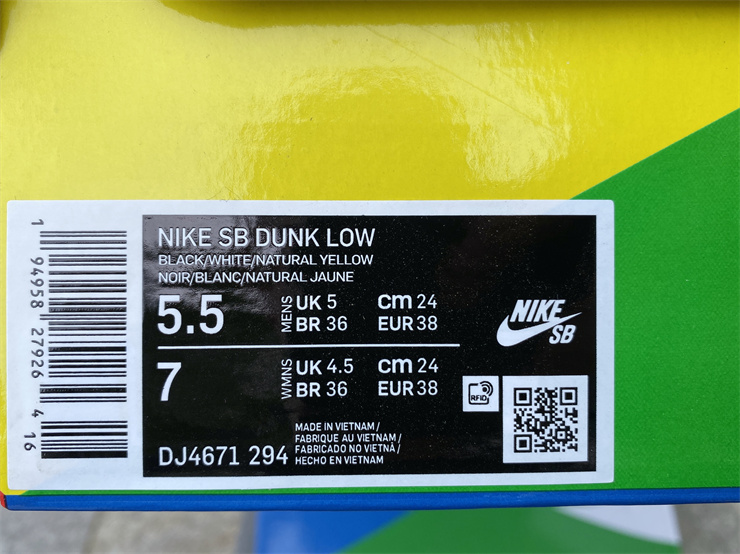 NIKE SB DUNK LOW
BLACK/WHITE/NATURAL YELLOW
NOIR/BLANC/NATURAL JAUNE
5.5 MENS UK 5 cm 24
BR 36 EUR 38
7 WMNS UK 4.5 cm 24
BR 36 EUR 38
NIKE
SB
RFID
DJ4671 294
MADE IN VIETNAM /
FABRIQUE AU VIETNAM /
FABRICADO NO VIETNÃ /
HECHO EN VIETNAM
1 94958 27926 4 16